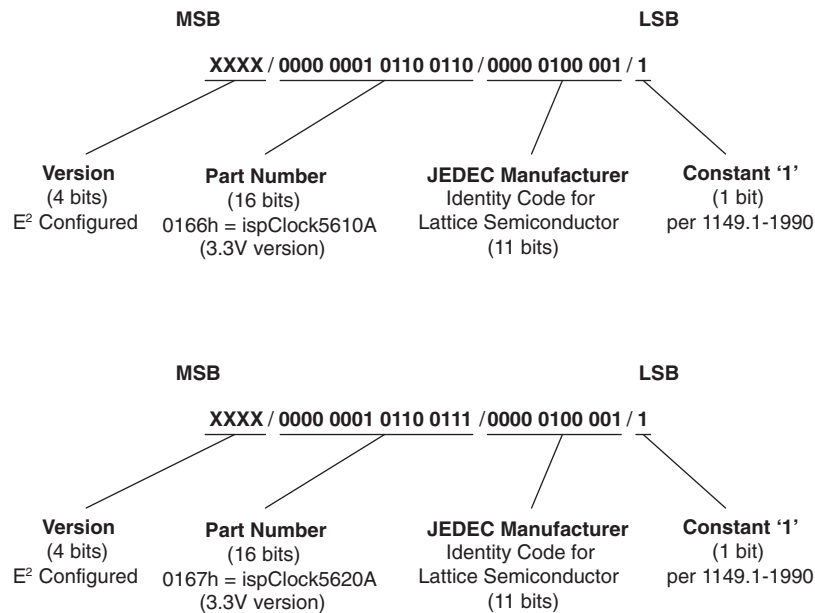 MSB LSB
XXXX / 0000 0001 0110 0110 / 0000 0100 001 / 1
Version Part Number JEDEC Manufacturer Constant ‘1’
(4 bits) (16 bits) Identity Code for (1 bit)
E² Configured 0166h = ispClock5610A Lattice Semiconductor per 1149.1-1990
(3.3V version) (11 bits)
MSB LSB
XXXX / 0000 0001 0110 0111 / 0000 0100 001 / 1
Version Part Number JEDEC Manufacturer Constant ‘1’
(4 bits) (16 bits) Identity Code for (1 bit)
E² Configured 0167h = ispClock5620A Lattice Semiconductor per 1149.1-1990
(3.3V version) (11 bits)